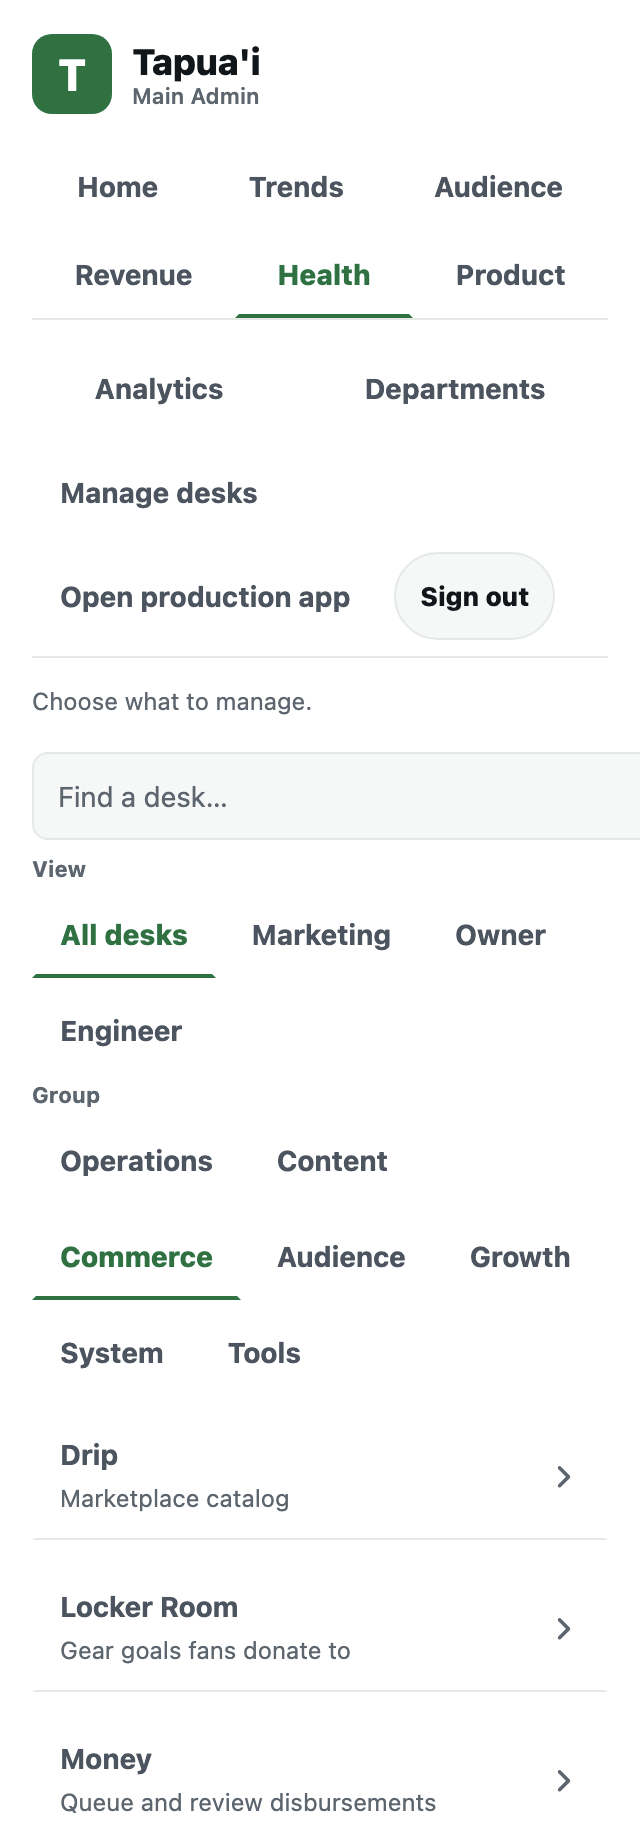 T
Tapua'i
Main Admin
Home Trends Audience
Revenue Health Product
Analytics Departments
Manage desks
Open production app Sign out
Choose what to manage.
Find a desk...
View
All desks Marketing Owner
Engineer
Group
Operations Content
Commerce Audience Growth
System Tools
Drip
Marketplace catalog
Locker Room
Gear goals fans donate to
Money
Queue and review disbursements